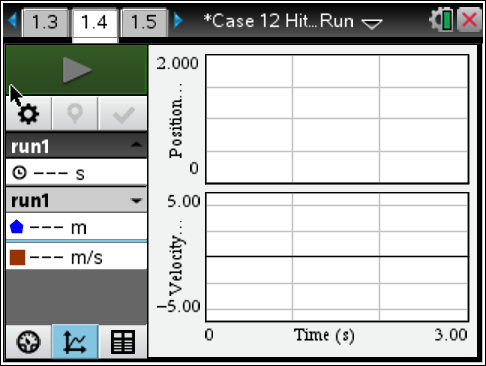 1.3 1.4 1.5 *Case 12 Hit...Run
run1
--- s
run1
--- m
--- m/s
2.000
Position...
0
5.00
Velocity...
-5.00
0 Time (s) 3.00